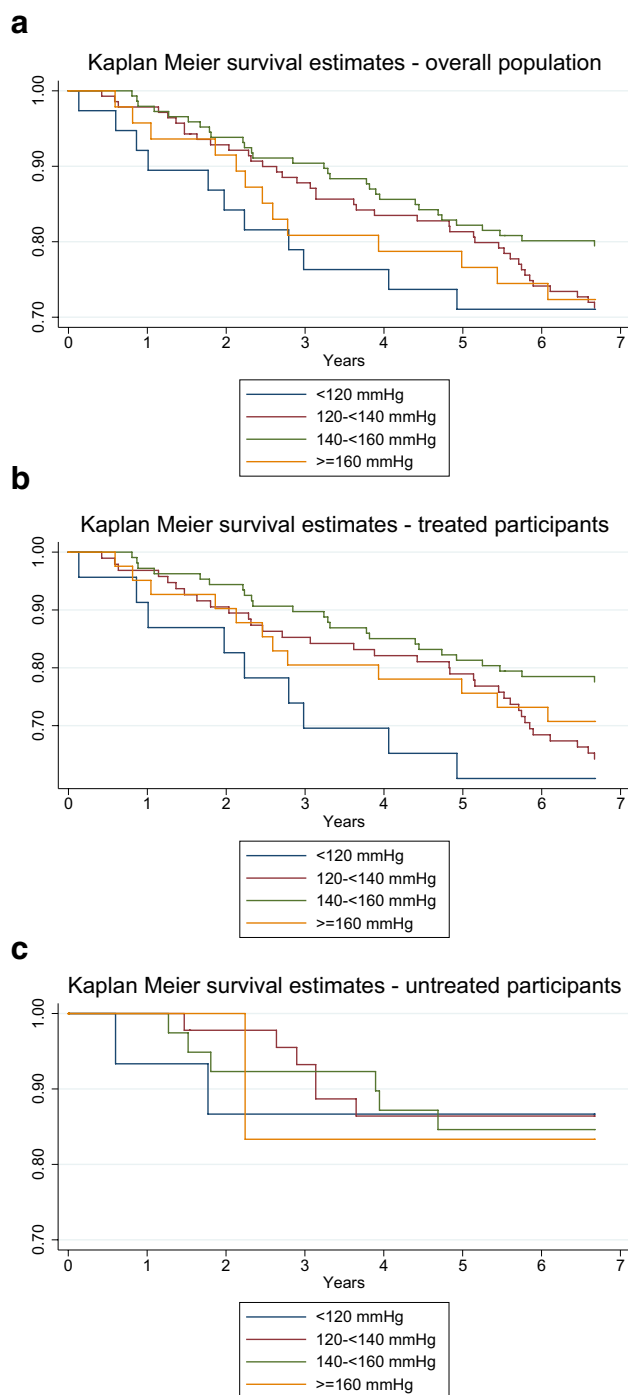 a
Kaplan Meier survival estimates - overall population
1.00
0.90
0.80
0.70
0 1 2 3 4 5 6 7
Years
<120 mmHg
120-<140 mmHg
140-<160 mmHg
>=160 mmHg
b
Kaplan Meier survival estimates - treated participants
1.00
0.90
0.80
0.70
0 1 2 3 4 5 6 7
Years
<120 mmHg
120-<140 mmHg
140-<160 mmHg
>=160 mmHg
c
Kaplan Meier survival estimates - untreated participants
1.00
0.90
0.80
0.70
0 1 2 3 4 5 6 7
Years
<120 mmHg
120-<140 mmHg
140-<160 mmHg
>=160 mmHg